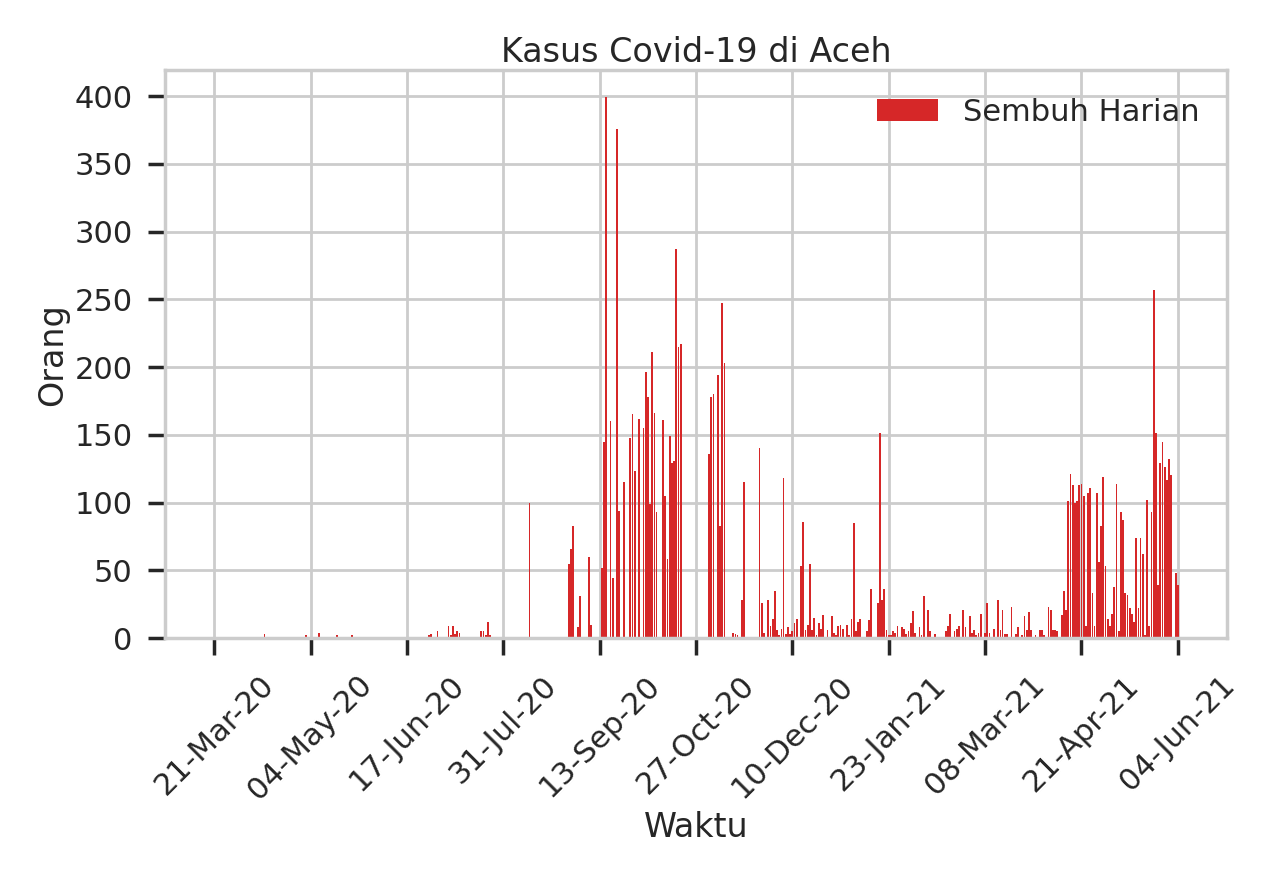 Kasus Covid-19 di Aceh
Sembuh Harian
Orang
400
350
300
250
200
150
100
50
0
21-Mar-20
04-May-20
17-Jun-20
31-Jul-20
13-Sep-20
27-Oct-20
10-Dec-20
23-Jan-21
08-Mar-21
21-Apr-21
04-Jun-21
Waktu